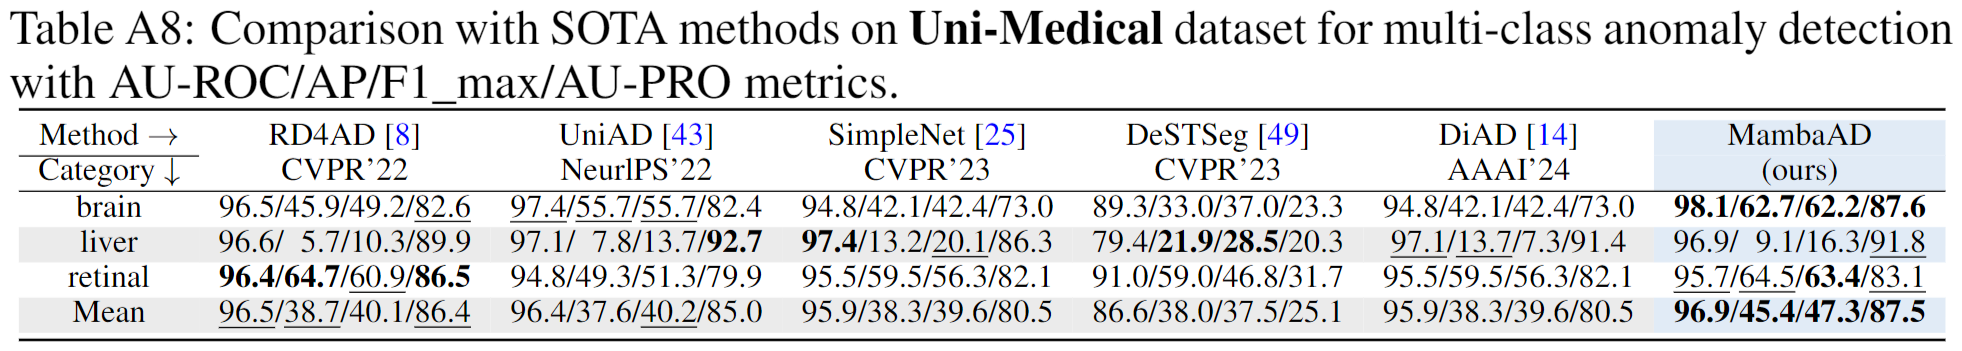 Table A8: Comparison with SOTA methods on Uni-Medical dataset for multi-class anomaly detection
with AU-ROC/AP/F1_max/AU-PRO metrics.
Method → RD4AD [8] UniAD [43] SimpleNet [25] DeSTSeg [49] DiAD [14] MambaAD
Category ↓ CVPR'22 NeurlPS'22 CVPR'23 CVPR'23 AAAI'24 (ours)
brain 96.5/45.9/49.2/82.6 97.4/55.7/55.7/82.4 94.8/42.1/42.4/73.0 89.3/33.0/37.0/23.3 94.8/42.1/42.4/73.0 98.1/62.7/62.2/87.6
liver 96.6/ 5.7/10.3/89.9 97.1/ 7.8/13.7/92.7 97.4/13.2/20.1/86.3 79.4/21.9/28.5/20.3 97.1/13.7/7.3/91.4 96.9/ 9.1/16.3/91.8
retinal 96.4/64.7/60.9/86.5 94.8/49.3/51.3/79.9 95.5/59.5/56.3/82.1 91.0/59.0/46.8/31.7 95.5/59.5/56.3/82.1 95.7/64.5/63.4/83.1
Mean 96.5/38.7/40.1/86.4 96.4/37.6/40.2/85.0 95.9/38.3/39.6/80.5 86.6/38.0/37.5/25.1 95.9/38.3/39.6/80.5 96.9/45.4/47.3/87.5